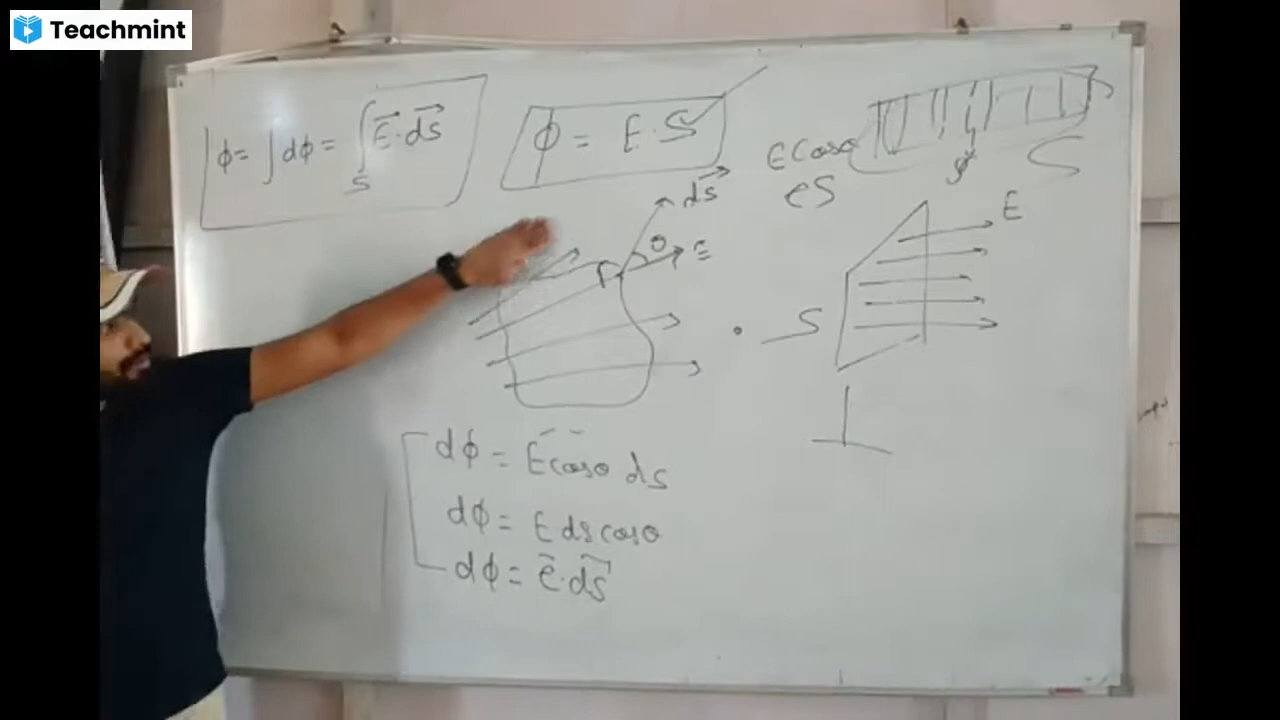 Teachmint
ϕ = ∫dϕ = ∫ E⃗ · ds⃗
S
ϕ = E · S
E cosθ
eS
S
ds⃗
θ
E
E
S
dϕ = E cosθ ds
dϕ = E ds cosθ
dϕ = e⃗ · ds⃗